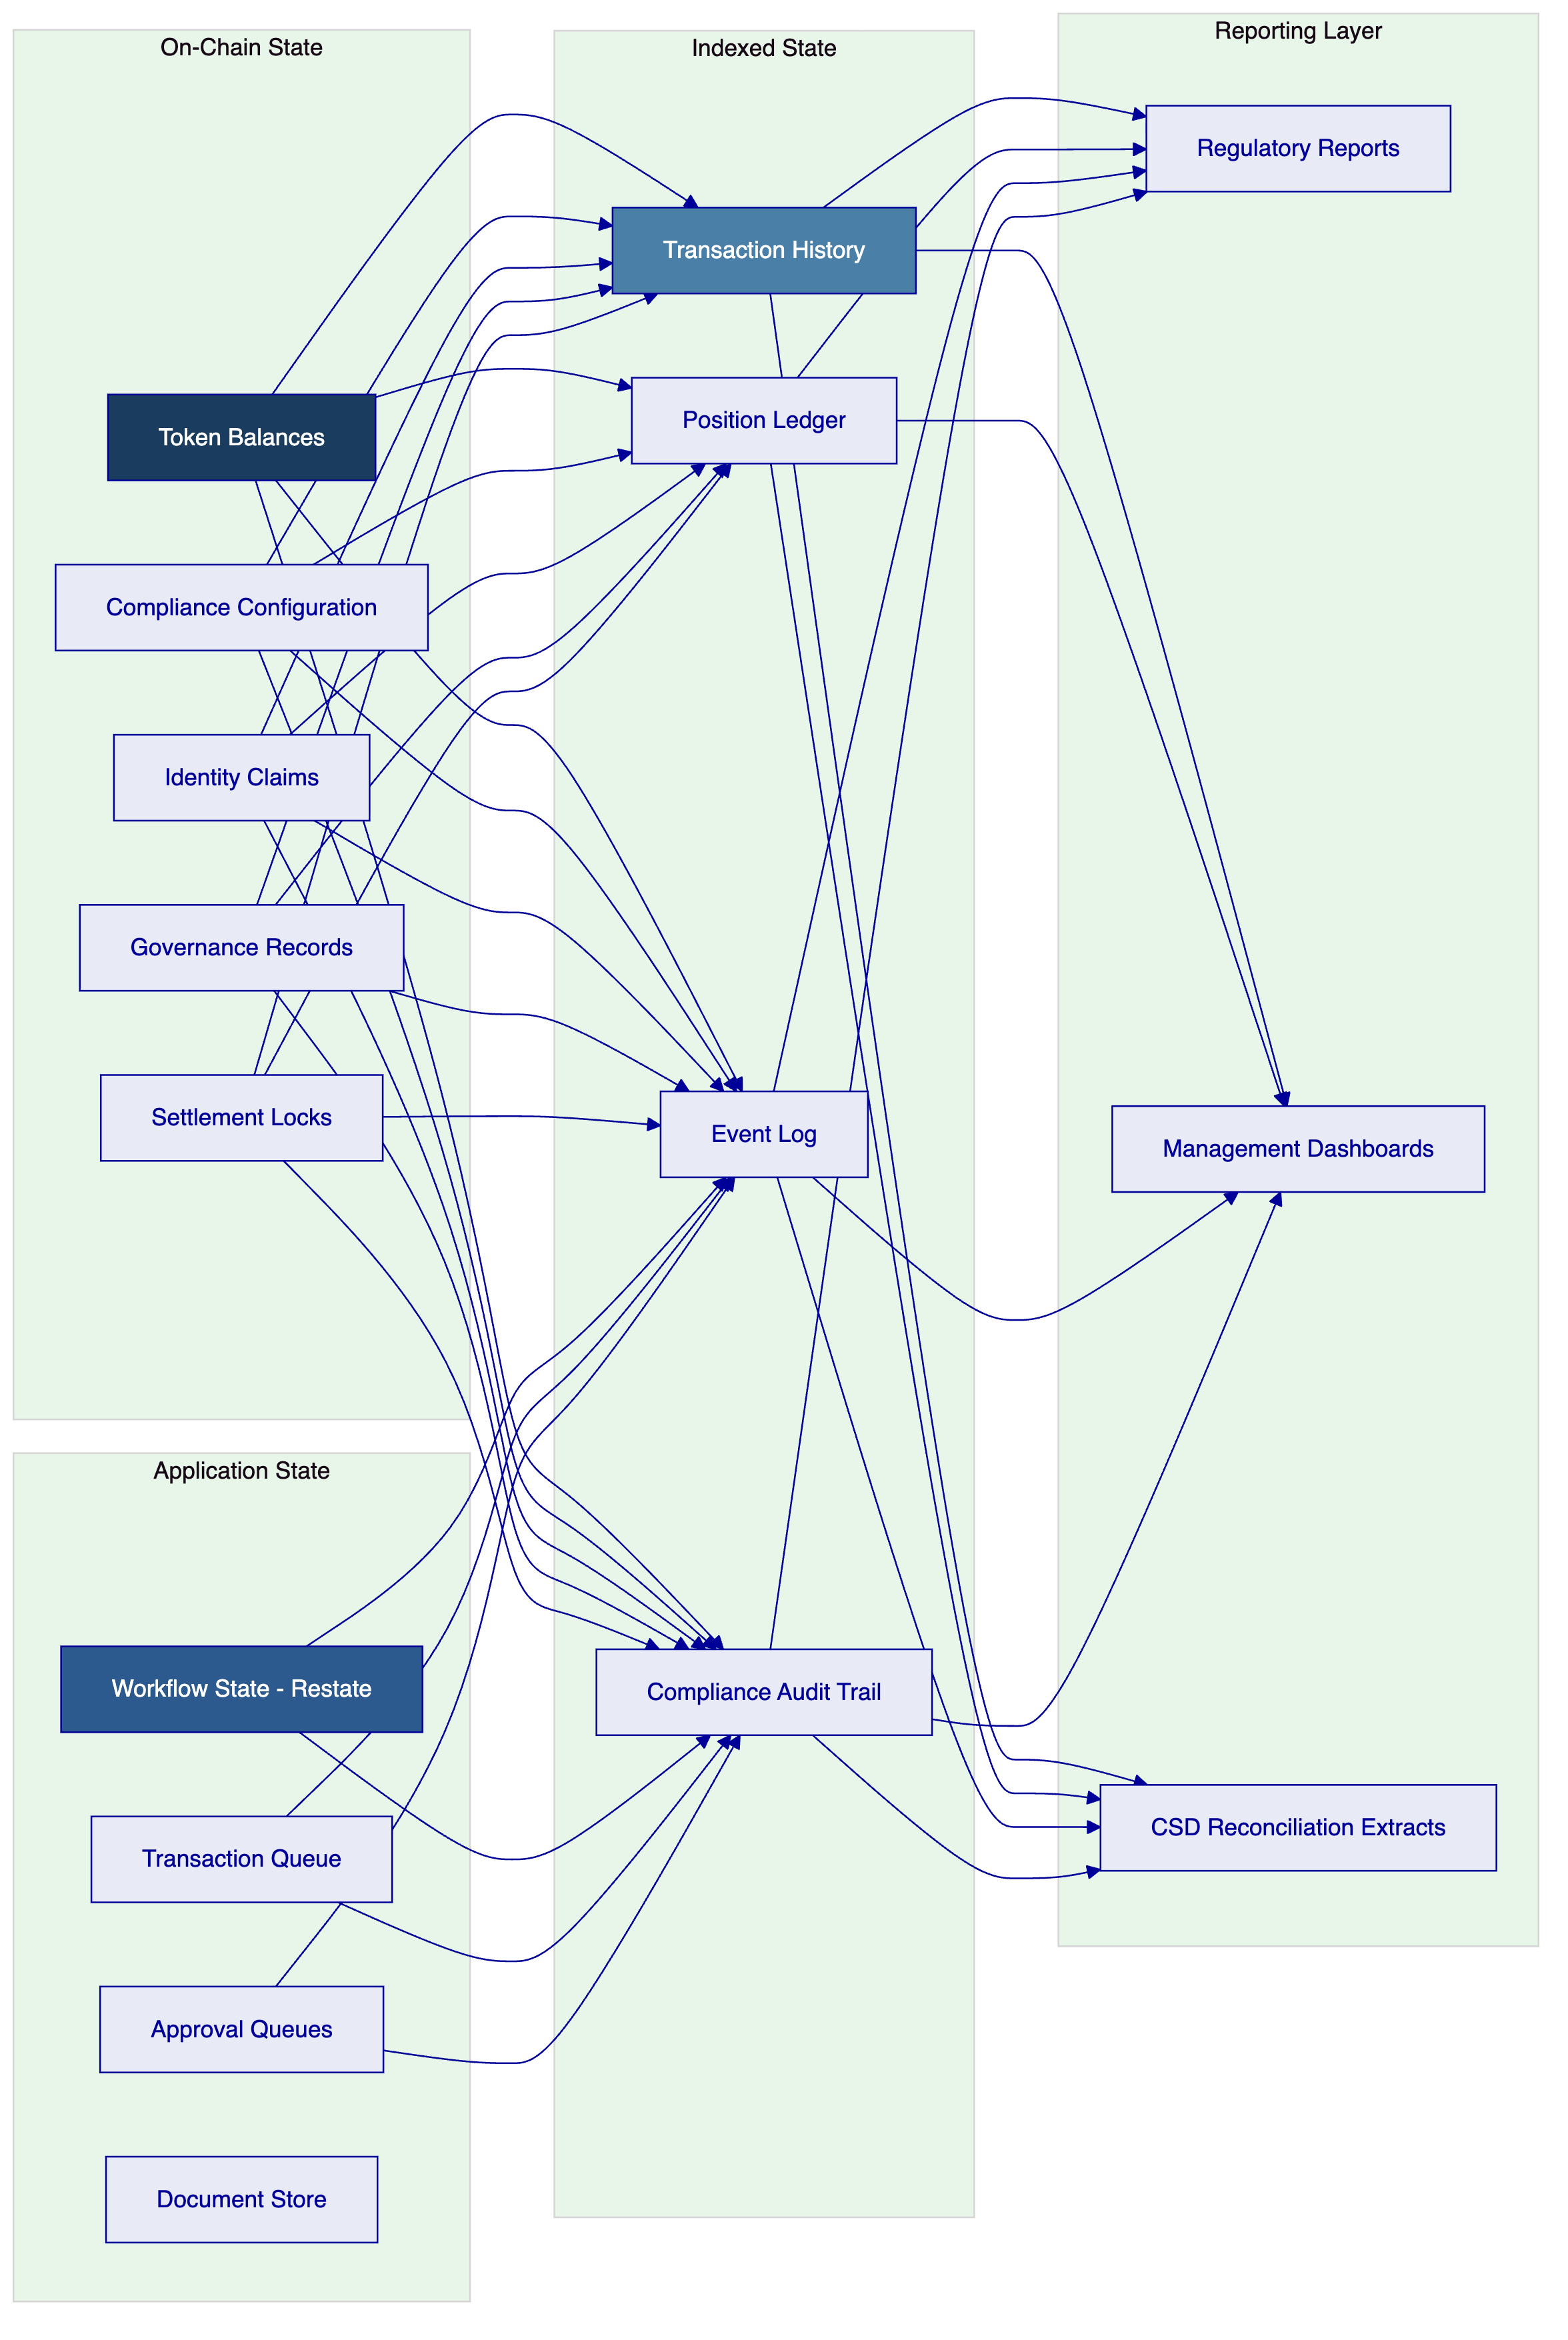 On-Chain State
Token Balances
Compliance Configuration
Identity Claims
Governance Records
Settlement Locks
Application State
Workflow State - Restate
Transaction Queue
Approval Queues
Document Store
Indexed State
Transaction History
Position Ledger
Event Log
Compliance Audit Trail
Reporting Layer
Regulatory Reports
Management Dashboards
CSD Reconciliation Extracts